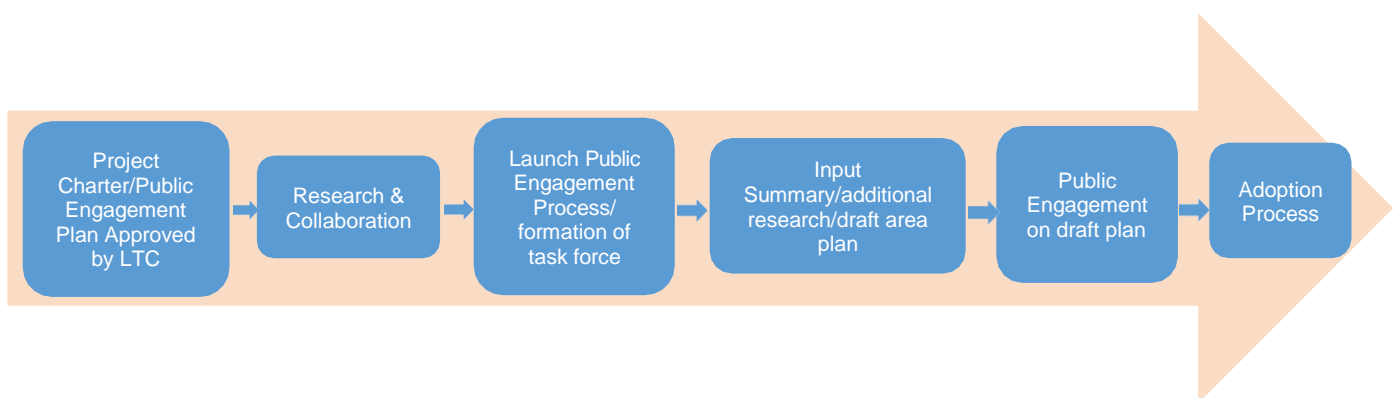 Project
Charter/Public
Engagement
Plan Approved
by LTC
Research &
Collaboration
Launch Public
Engagement
Process/
formation of
task force
Input
Summary/additional
research/draft area
plan
Public
Engagement
on draft plan
Adoption
Process